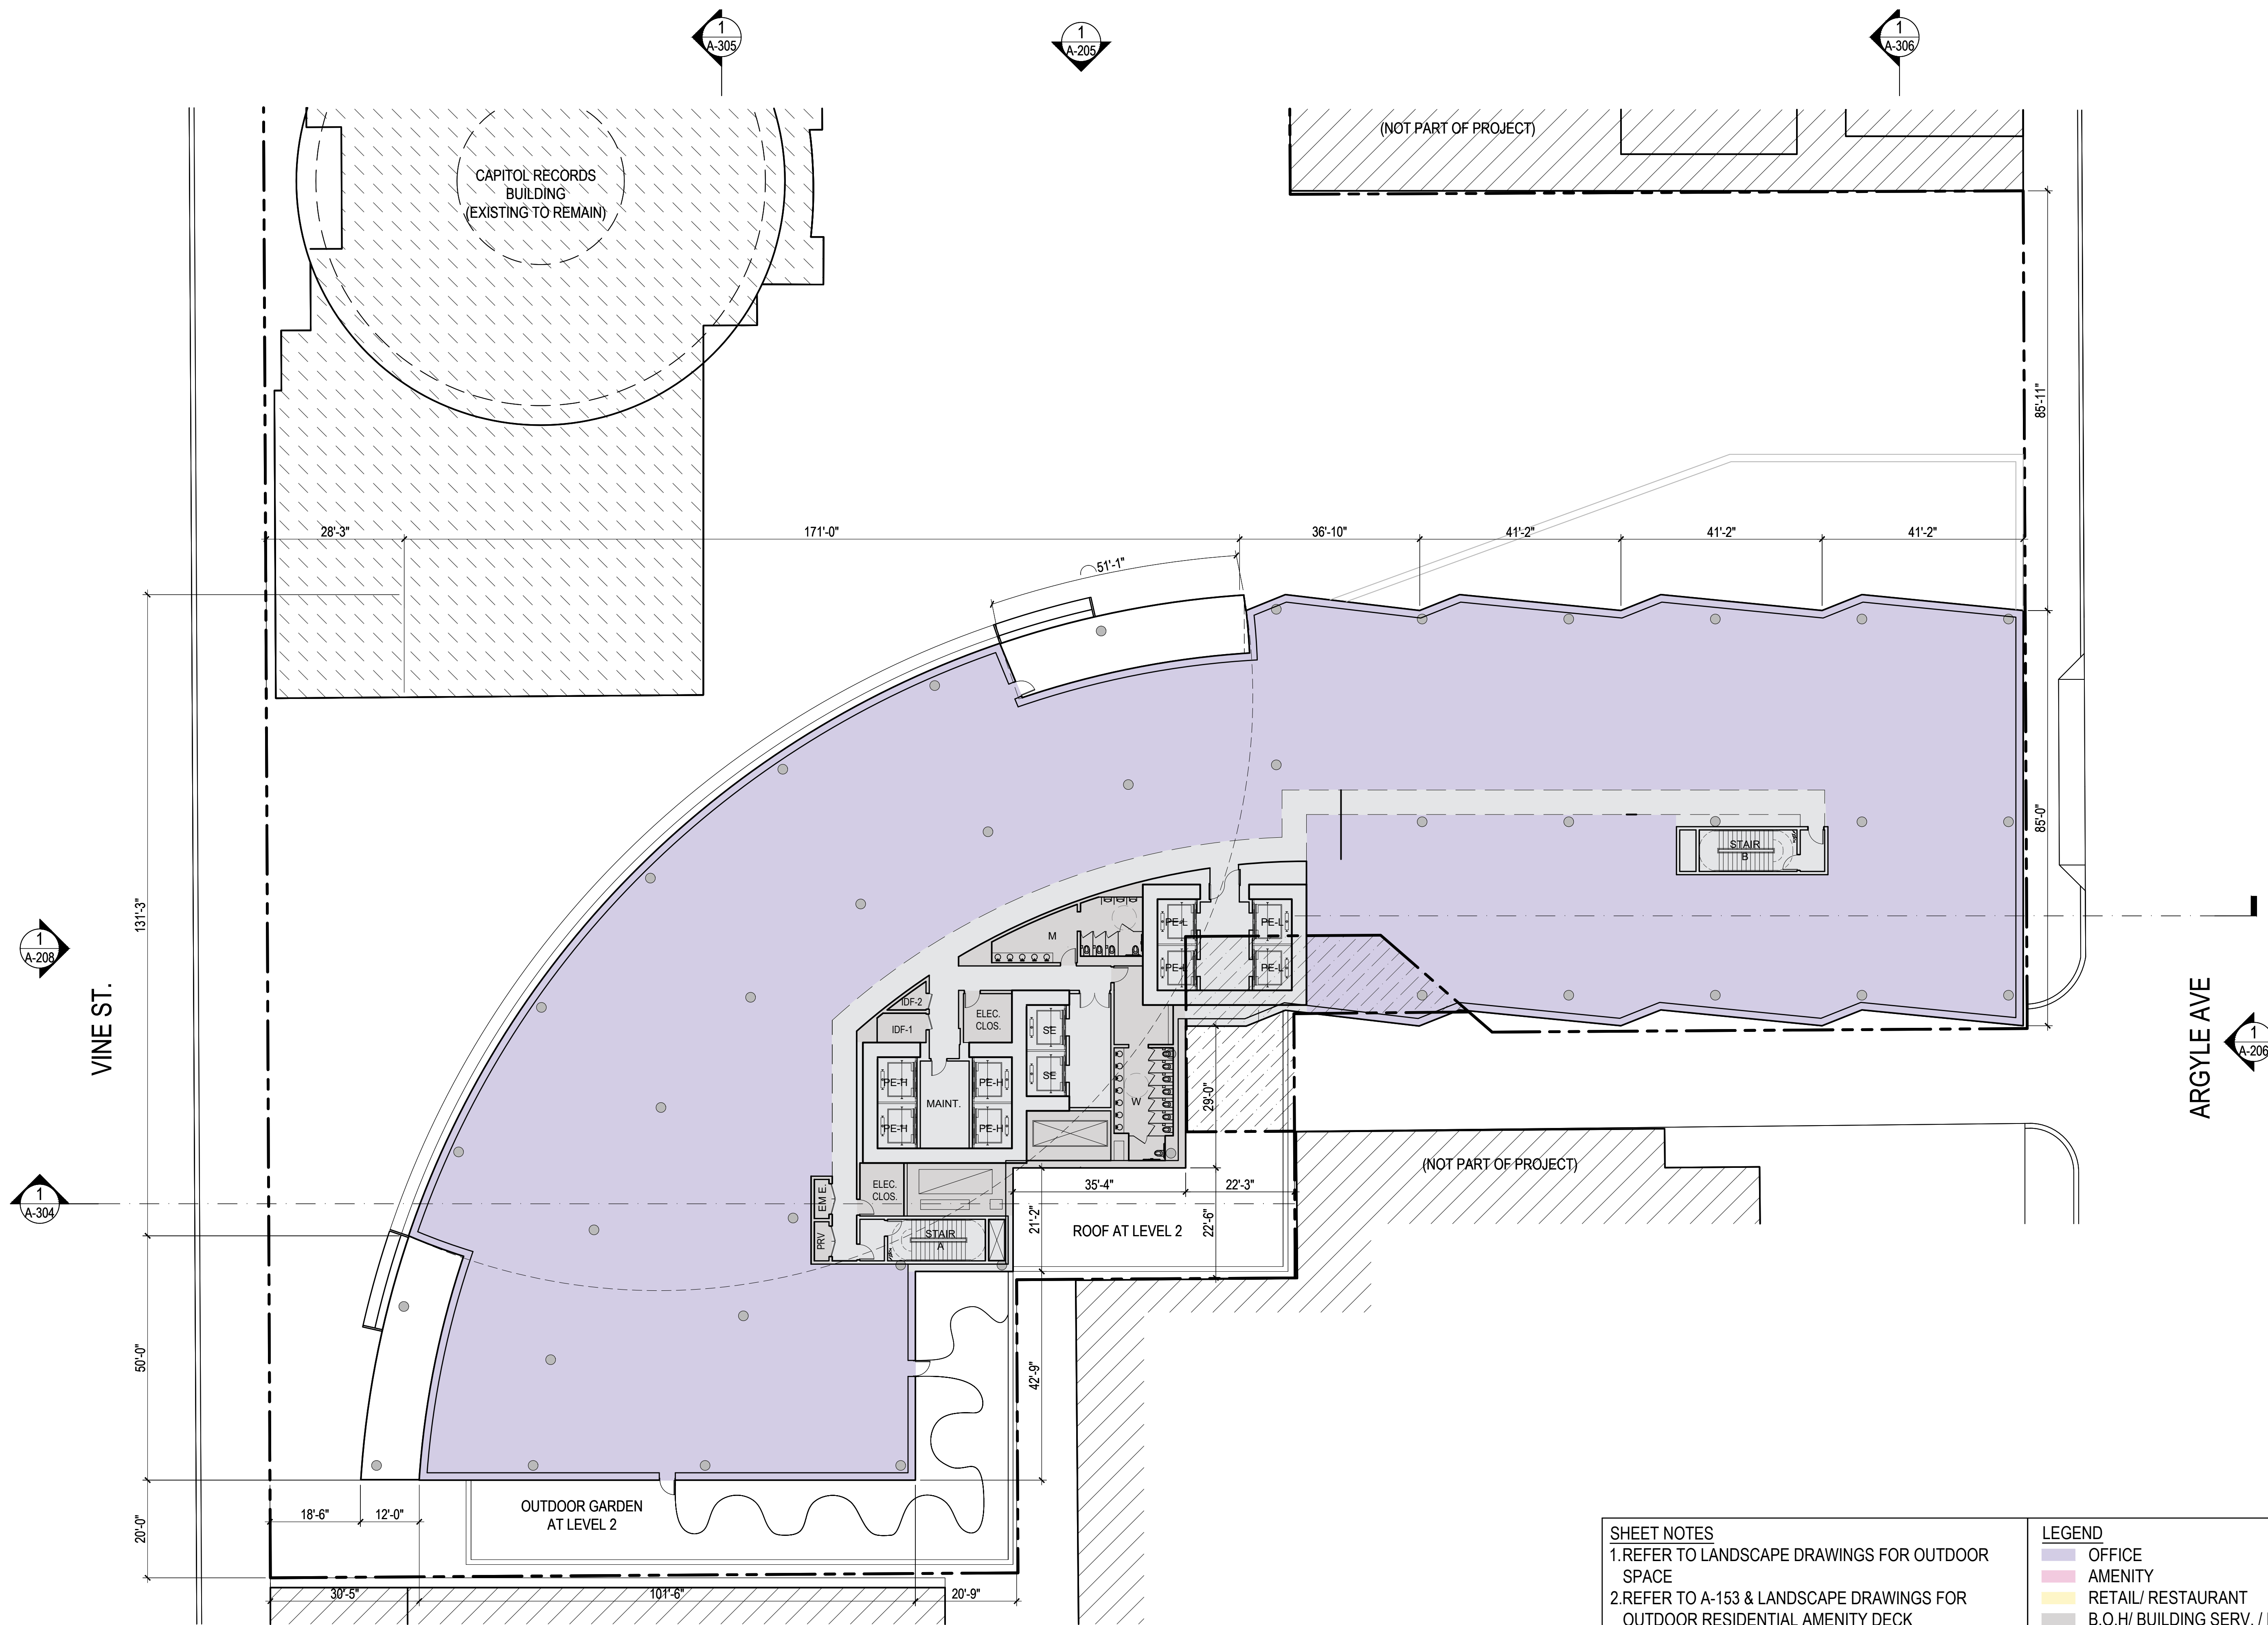 1
A-305
1
A-205
1
A-306
(NOT PART OF PROJECT)
CAPITOL RECORDS
BUILDING
(EXISTING TO REMAIN)
85'-11"
28'-3"
171'-0"
36'-10"
41'-2"
41'-2"
41'-2"
51'-1"
85'-0"
STAIR
B
131'-3"
1
A-208
VINE ST.
M
PE-L
PE-L
PE-L
PE-L
IDF-2
IDF-1
ELEC.
CLOS.
SE
SE
PE-H
PE-H
MAINT.
PE-H
PE-H
W
29'-0"
ARGYLE AVE
1
A-206
(NOT PART OF PROJECT)
1
A-304
ELEC.
CLOS.
EM E.
PRV
STAIR
A
35'-4"
22'-3"
21'-2"
ROOF AT LEVEL 2
22'-6"
50'-0"
42'-9"
18'-6"
12'-0"
OUTDOOR GARDEN
AT LEVEL 2
20'-0"
30'-5"
101'-6"
20'-9"
SHEET NOTES
1.REFER TO LANDSCAPE DRAWINGS FOR OUTDOOR
SPACE
2.REFER TO A-153 & LANDSCAPE DRAWINGS FOR
OUTDOOR RESIDENTIAL AMENITY DECK
LEGEND
OFFICE
AMENITY
RETAIL/ RESTAURANT
B.O.H/ BUILDING SERV. /